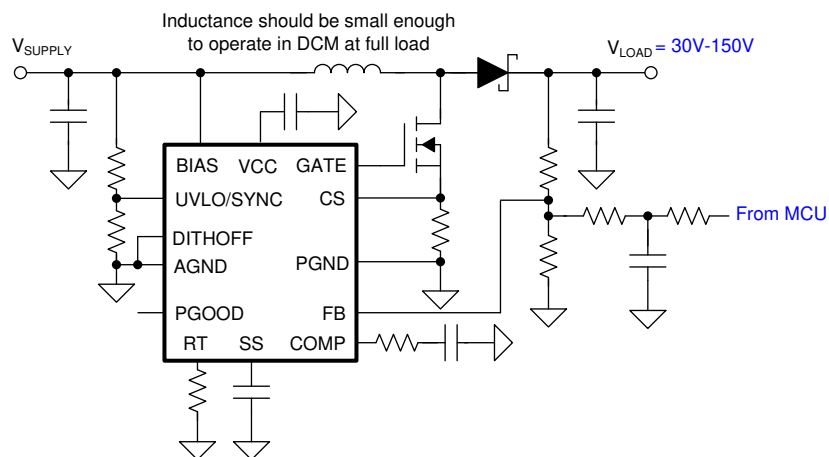 Inductance should be small enough
to operate in DCM at full load
VSUPPLY
VLOAD = 30V-150V
BIAS VCC GATE
UVLO/SYNC CS
DITHOFF
AGND PGND
From MCU
PGOOD FB
RT SS COMP